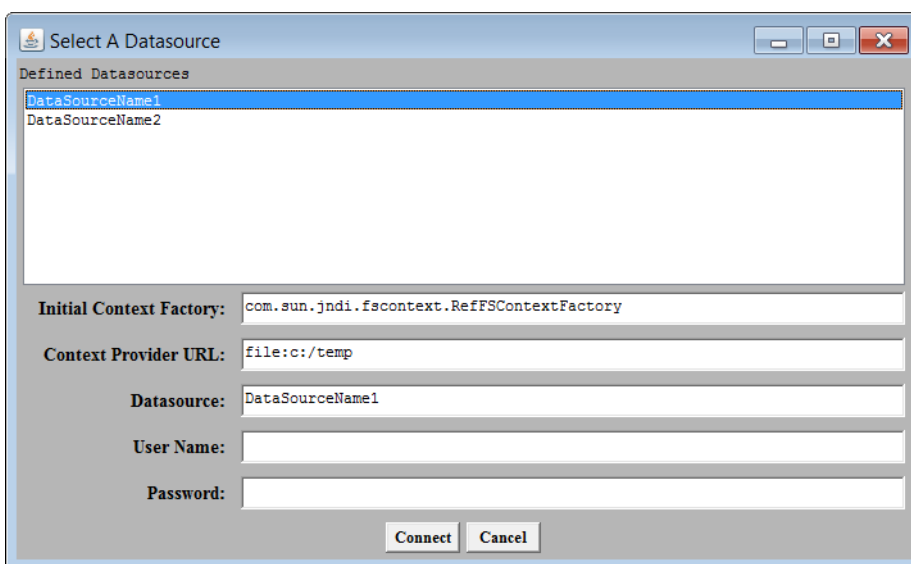 Select A Datasource
Defined Datasources
DataSourceName1
DataSourceName2
Initial Context Factory: com.sun.jndi.fscontext.RefFSContextFactory
Context Provider URL: file:c:/temp
Datasource: DataSourceName1
User Name:
Password:
Connect Cancel